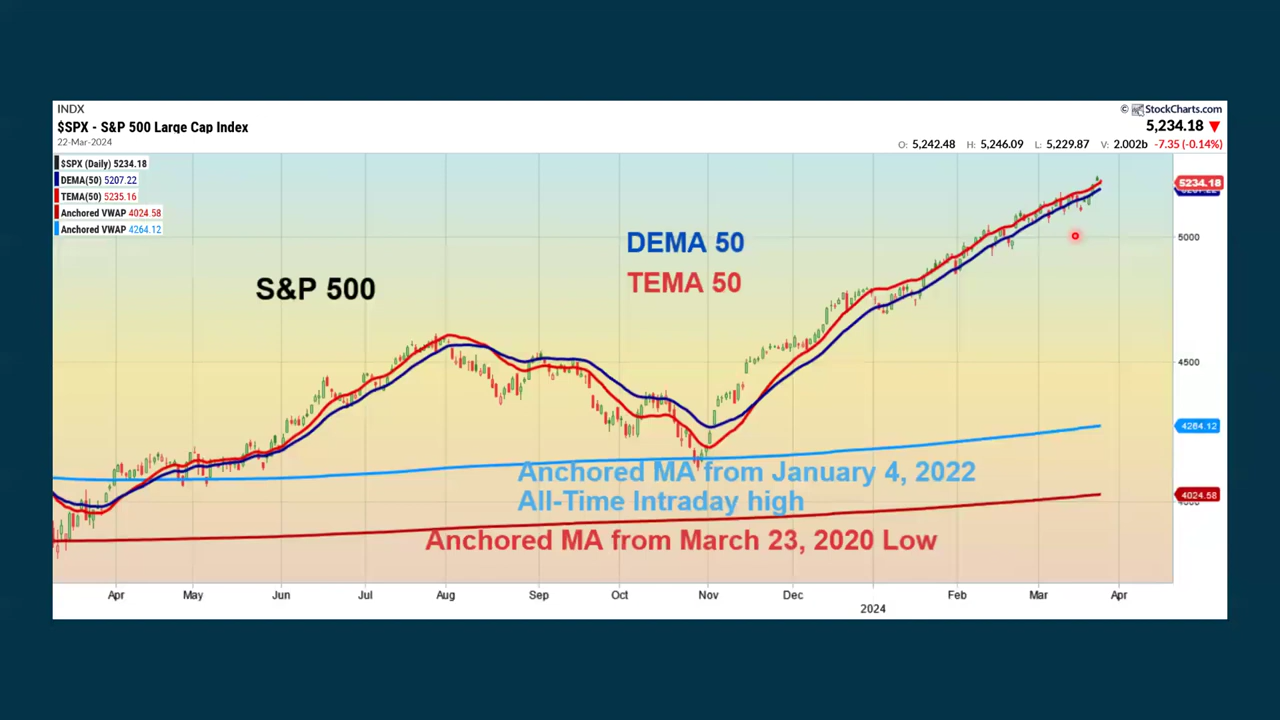 INDX
© StockCharts.com
$SPX - S&P 500 Large Cap Index
5,234.18
22-Mar-2024
O: 5,242.48 H: 5,246.09 L: 5,229.87 V: 2.002b -7.35 (-0.14%)
$SPX (Daily) 5234.18
DEMA(50) 5207.22
TEMA(50) 5235.16
Anchored VWAP 4024.58
Anchored VWAP 4264.12
5234.18
5000
DEMA 50
TEMA 50
S&P 500
4500
4264.12
Anchored MA from January 4, 2022
All-Time Intraday high
4024.58
Anchored MA from March 23, 2020 Low
Apr May Jun Jul Aug Sep Oct Nov Dec Feb Mar Apr
2024